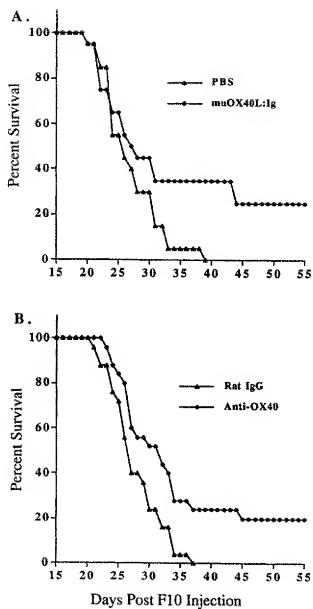 A.
100
80
60
40
20
0
Percent Survival
PBS
muOX40L:Ig
15 20 25 30 35 40 45 50 55
B.
100
80
60
40
20
0
Percent Survival
Rat IgG
Anti-OX40
15 20 25 30 35 40 45 50 55
Days Post F10 Injection